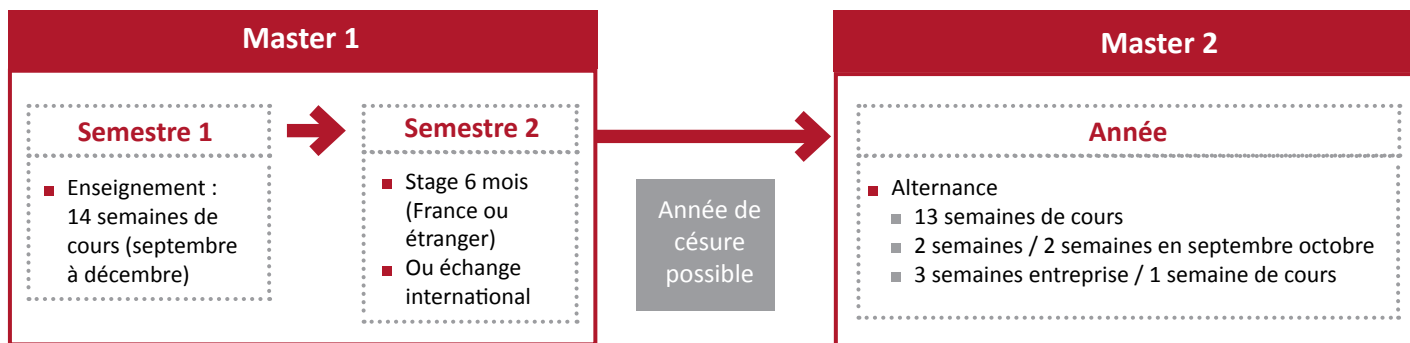 Master 1
Semestre 1
Enseignement :
14 semaines de
cours (septembre
à décembre)
Semestre 2
Stage 6 mois
(France ou
étranger)
Ou échange
international
Année de
césure
possible
Master 2
Année
Alternance
13 semaines de cours
2 semaines / 2 semaines en septembre octobre
3 semaines entreprise / 1 semaine de cours